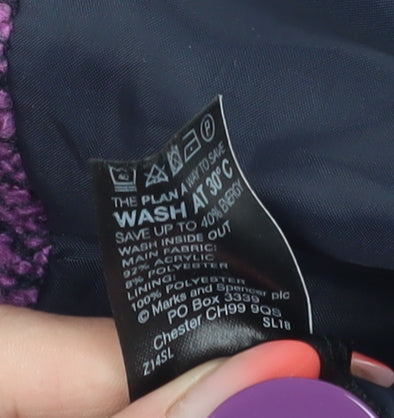 THE PLAN A WAY TO SAVE
WASH AT 30° C
SAVE UP TO 40% ENERGY
WASH INSIDE OUT
MAIN FABRIC:
92% ACRYLIC
8% POLYESTER
LINING:
100% POLYESTER
© Marks and Spencer plc
PO Box 3339
Chester CH99 9QS
SL18
Z14SL